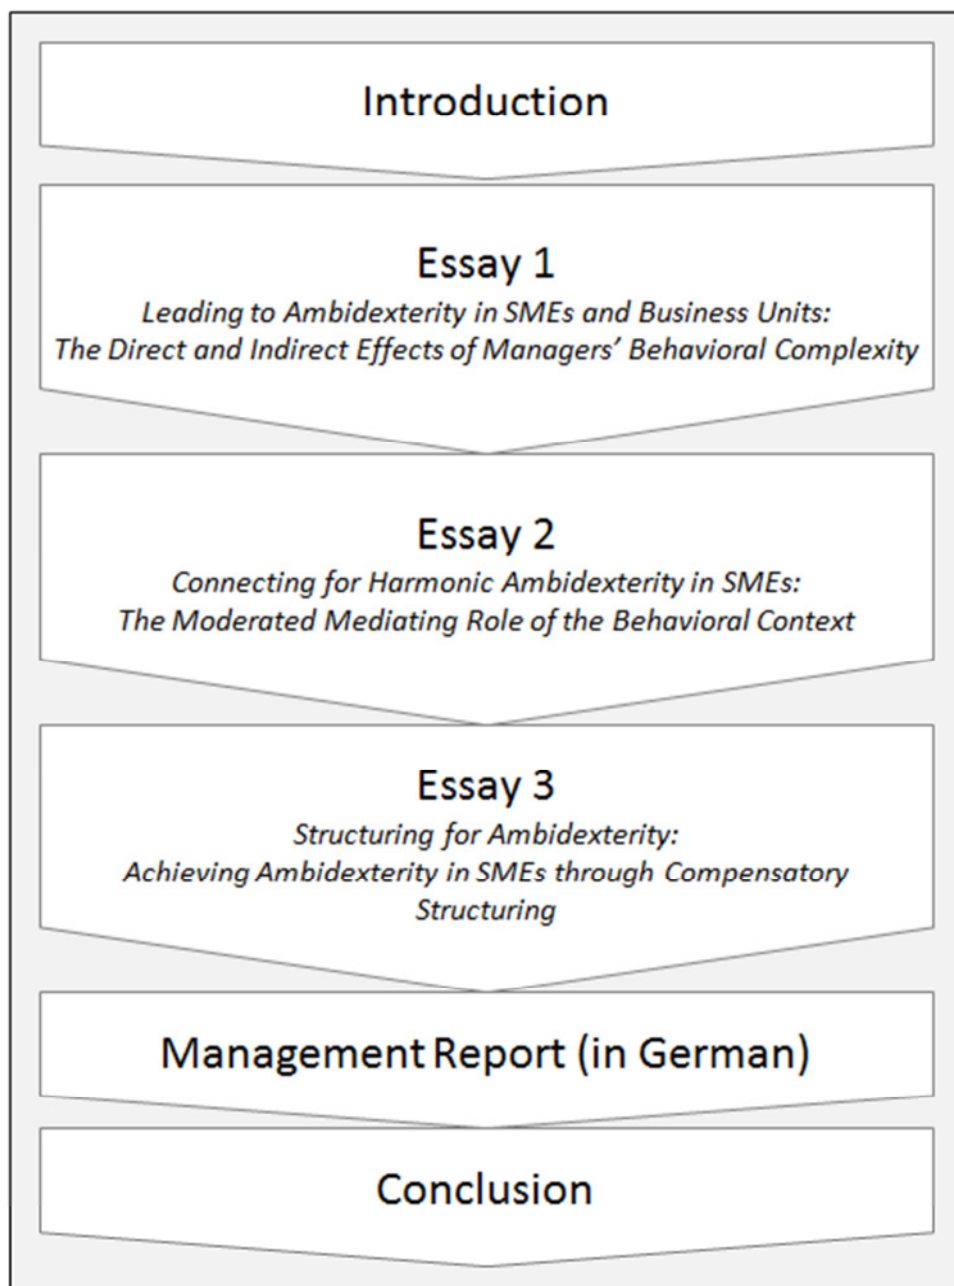 Introduction
Essay 1
Leading to Ambidexterity in SMEs and Business Units:
The Direct and Indirect Effects of Managers’ Behavioral Complexity
Essay 2
Connecting for Harmonic Ambidexterity in SMEs:
The Moderated Mediating Role of the Behavioral Context
Essay 3
Structuring for Ambidexterity:
Achieving Ambidexterity in SMEs through Compensatory
Structuring
Management Report (in German)
Conclusion